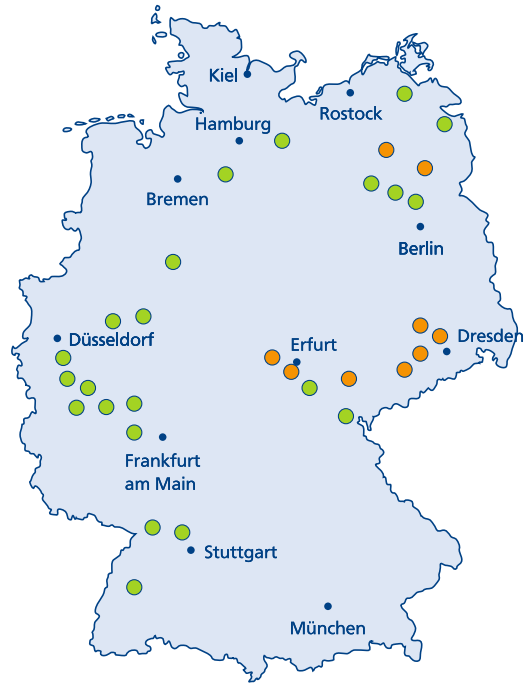 Kiel
Rostock
Hamburg
Bremen
Berlin
Düsseldorf
Erfurt
Dresden
Frankfurt
am Main
Stuttgart
München